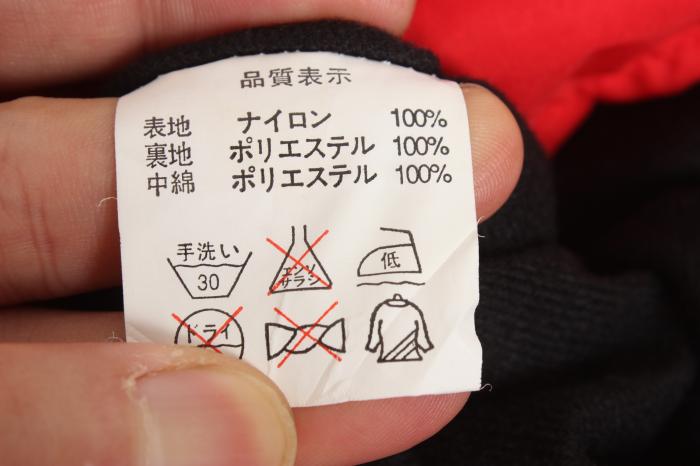 品質表示
表地 ナイロン 100%
裏地 ポリエステル 100%
中綿 ポリエステル 100%
手洗い
30
エンソ
サラシ
低
ドライ